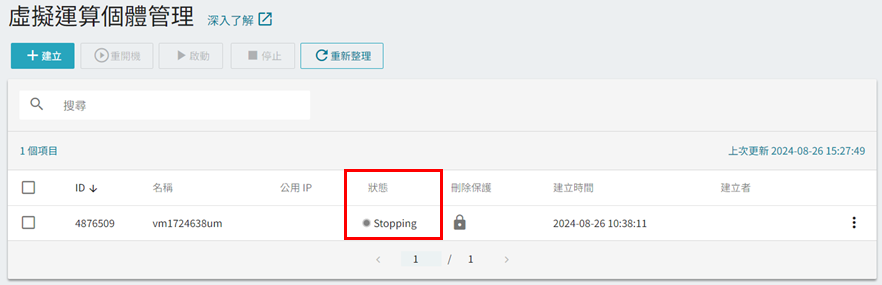 虛擬運算個體管理 深入了解
+ 建立 重開機 啟動 停止 重新整理
搜尋
1 個項目 上次更新 2024-08-26 15:27:49
ID 名稱 公用 IP 狀態 刪除保護 建立時間 建立者
4876509 vm1724638um Stopping 2024-08-26 10:38:11
1 / 1